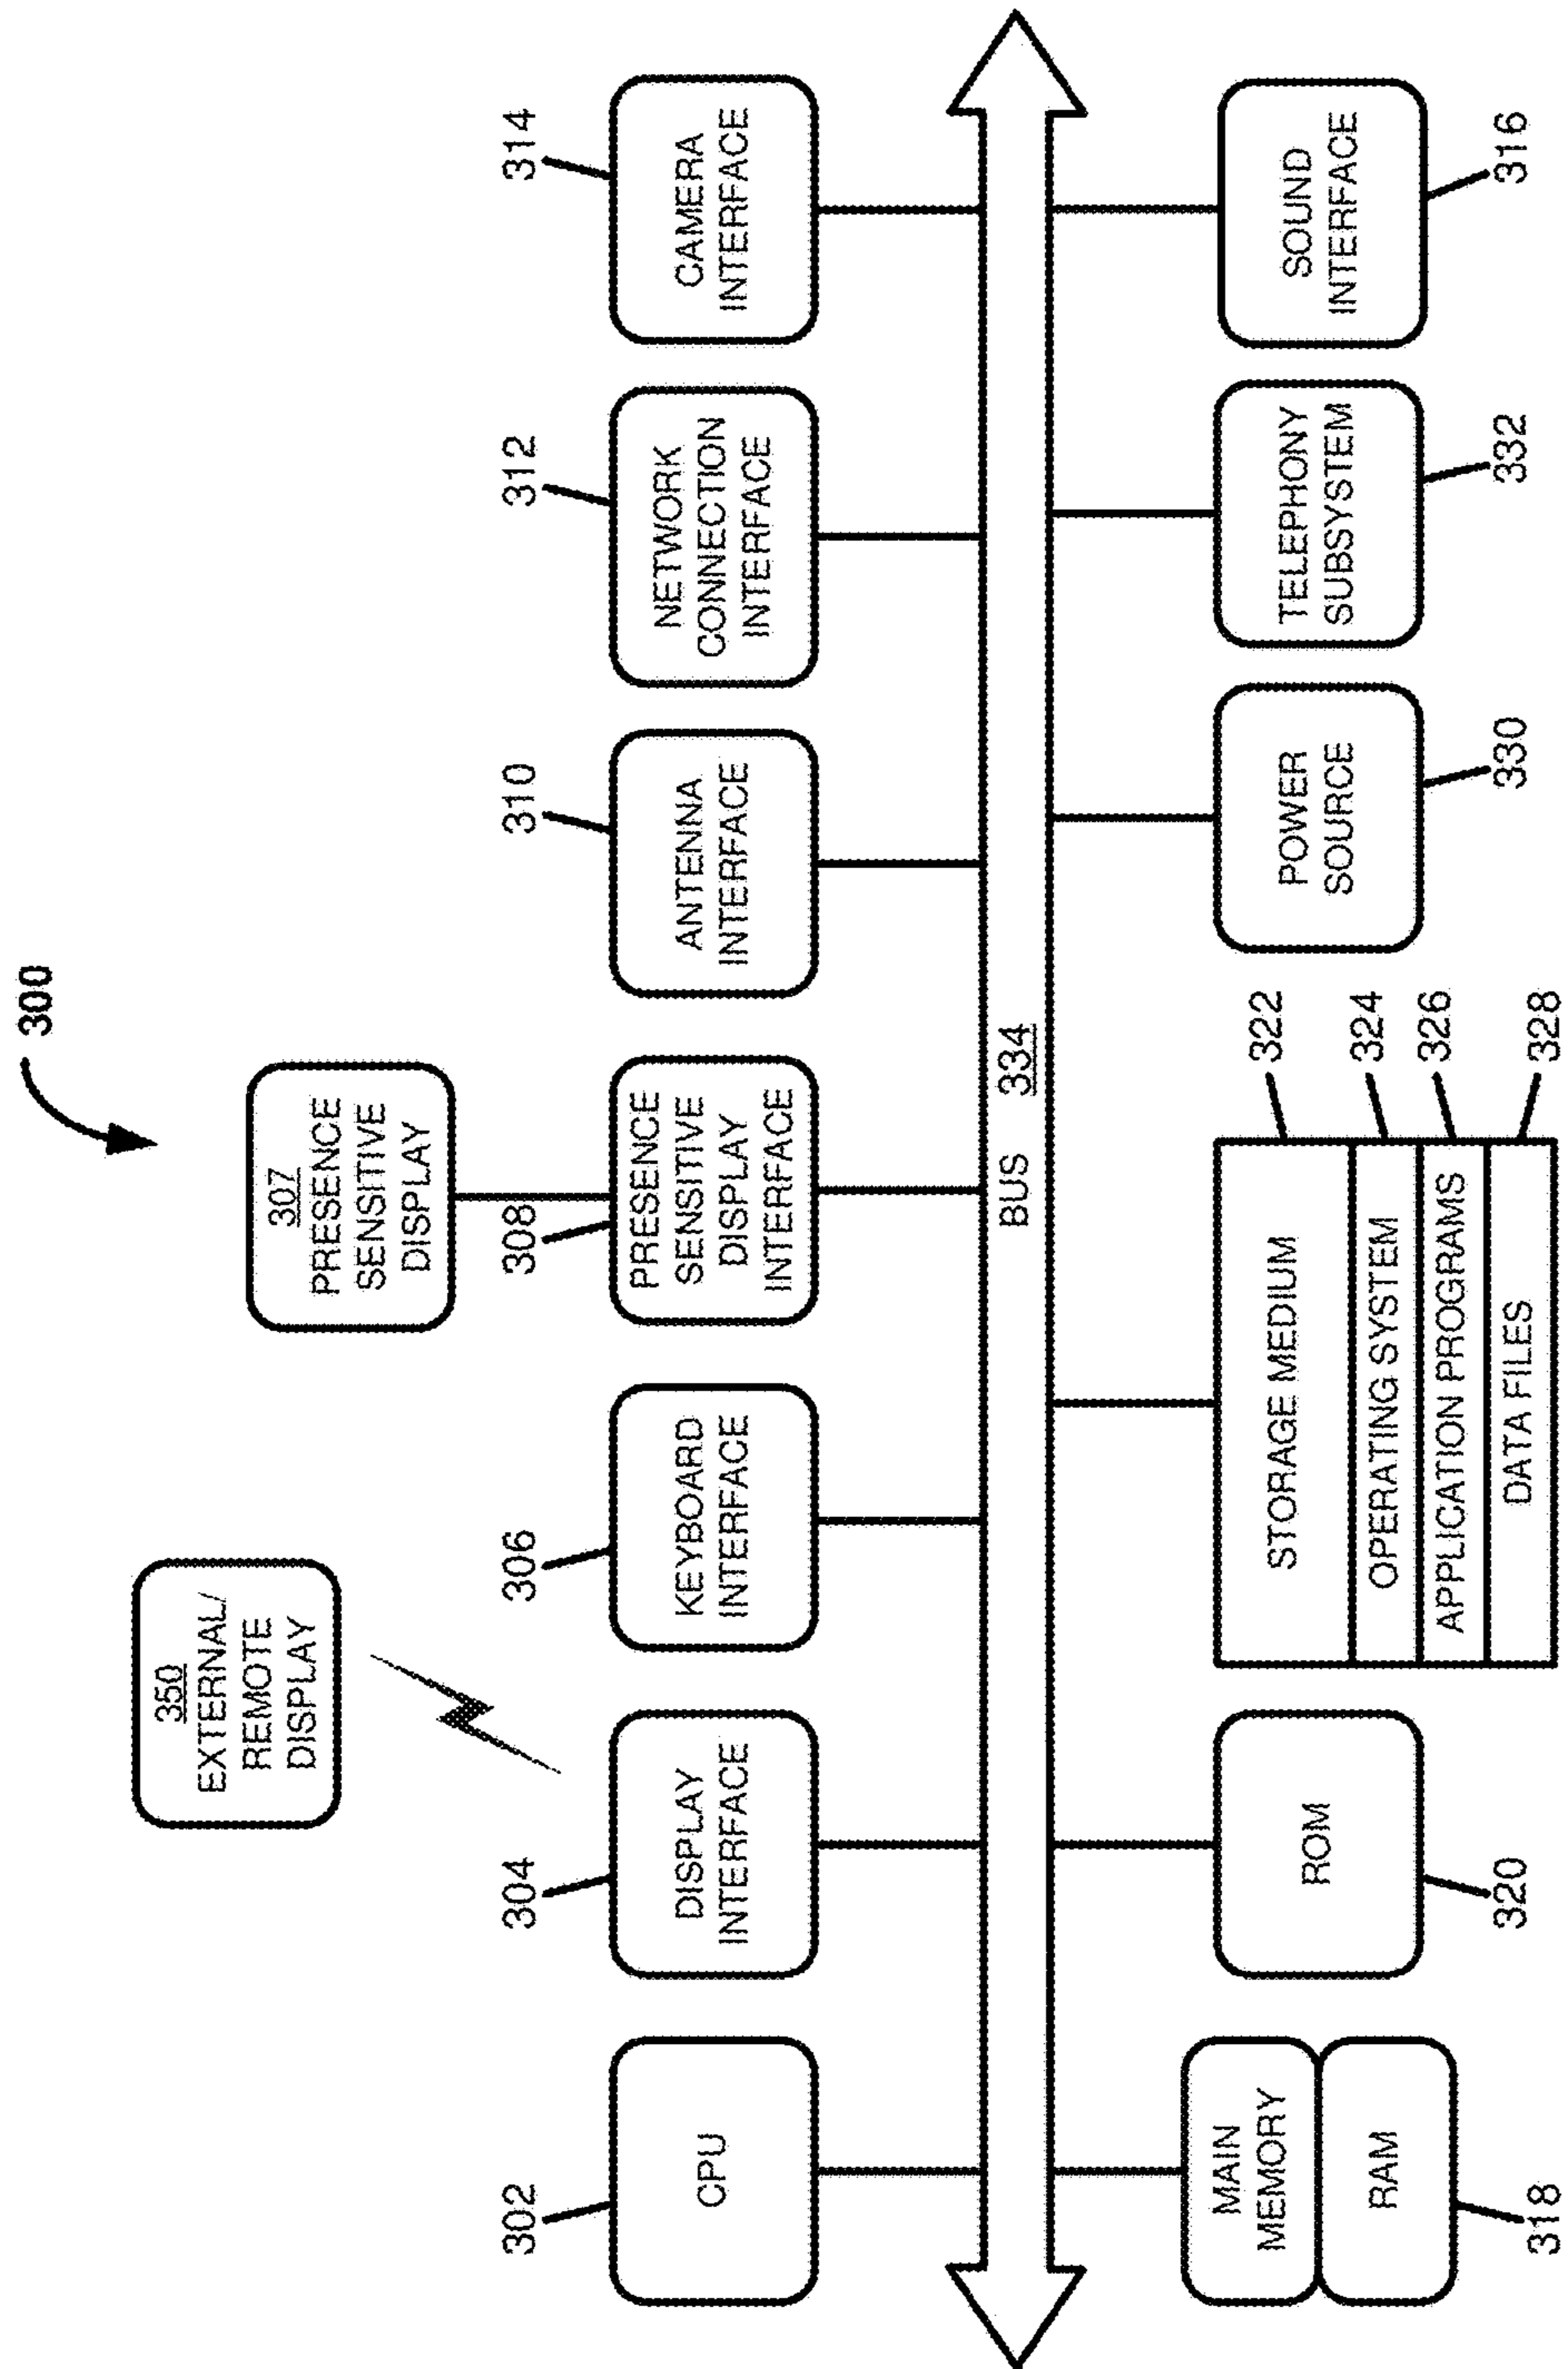 300
350
EXTERNAL/
REMOTE
DISPLAY
307
PRESENCE
SENSITIVE
DISPLAY
302
304
306
308
310
312
314
CPU
DISPLAY
INTERFACE
KEYBOARD
INTERFACE
PRESENCE
SENSITIVE
DISPLAY
INTERFACE
ANTENNA
INTERFACE
NETWORK
CONNECTION
INTERFACE
CAMERA
INTERFACE
BUS 334
MAIN
MEMORY
RAM
318
ROM
320
STORAGE MEDIUM
322
OPERATING SYSTEM
324
APPLICATION PROGRAMS
326
DATA FILES
328
POWER
SOURCE
330
TELEPHONY
SUBSYSTEM
332
SOUND
INTERFACE
316